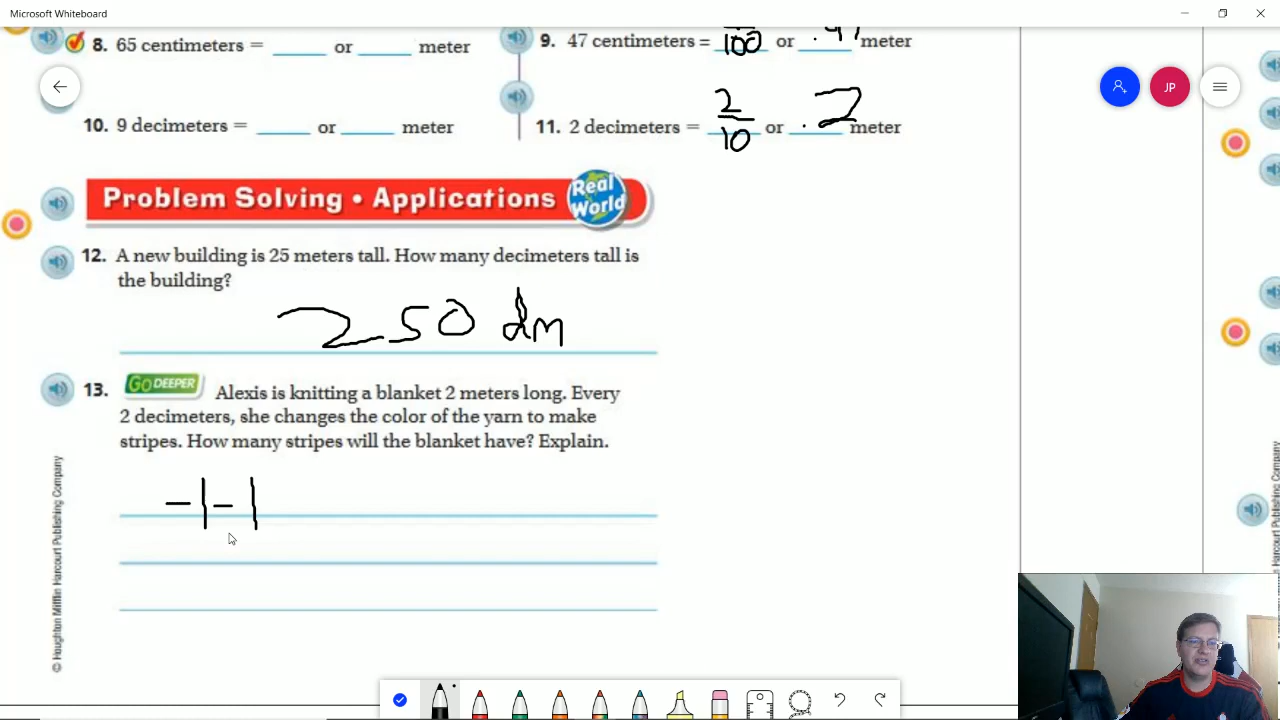 Microsoft Whiteboard
8. 65 centimeters = ____ or ____ meter
9. 47 centimeters = 100 or .47 meter
10. 9 decimeters = ____ or ____ meter
11. 2 decimeters = 2/10 or .2 meter
JP
Problem Solving • Applications Real World
12. A new building is 25 meters tall. How many decimeters tall is
the building?
250 dm
13. Go DEEPER Alexis is knitting a blanket 2 meters long. Every
2 decimeters, she changes the color of the yarn to make
stripes. How many stripes will the blanket have? Explain.
-|-|
© Houghton Mifflin Harcourt Publishing Company